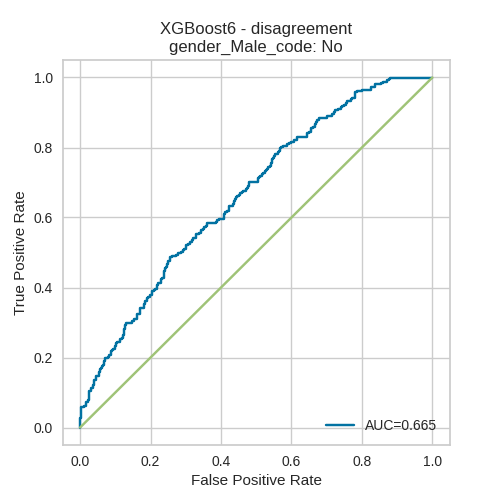 XGBoost6 - disagreement
gender_Male_code: No
1.0
0.8
0.6
0.4
0.2
0.0
True Positive Rate
AUC=0.665
0.0 0.2 0.4 0.6 0.8 1.0
False Positive Rate